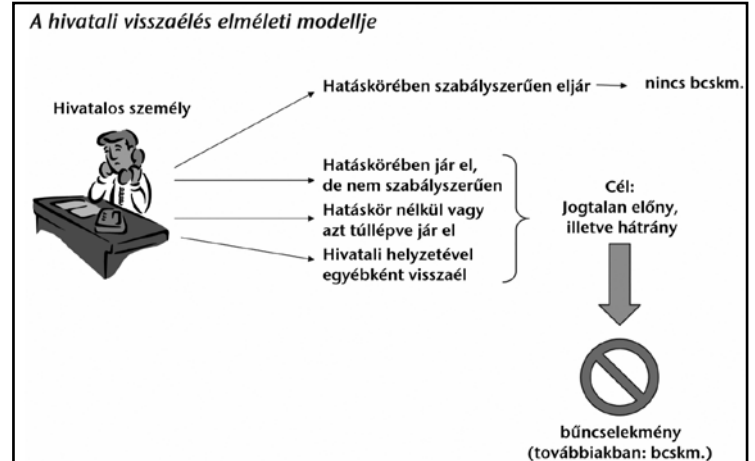 A hivatali visszaélés elméleti modellje
Hivatalos személy
Hatáskörében szabályszerűen eljár
nincs bcskm.
Hatáskörében jár el,
de nem szabályszerűen
Hatáskör nélkül vagy
azt túllépve jár el
Hivatali helyzetével
egyébként visszaél
Cél:
Jogtalan előny,
illetve hátrány
bűncselekmény
(továbbiakban: bcskm.)